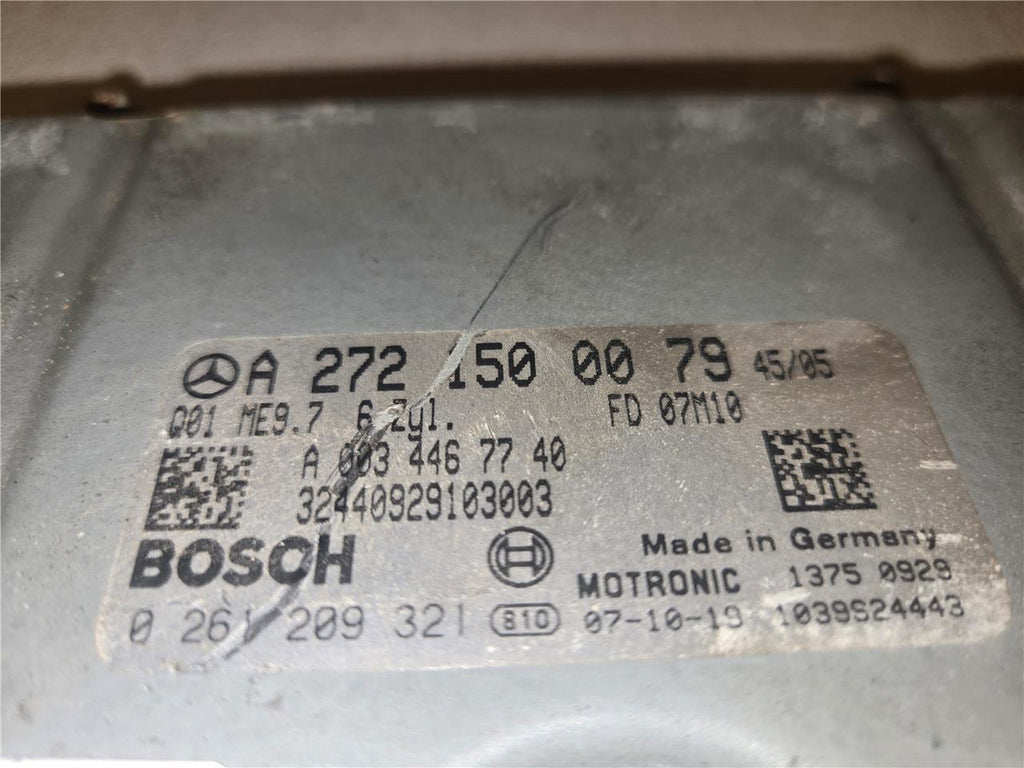 A 272 150 00 79 45/05
Q01 ME9.7 6 Zyl. FD 07M10
A 003 446 77 40
32440929103003
BOSCH
Made in Germany
MOTRONIC 1375 0929
0 261 209 321 810 07-10-19 1039S24443